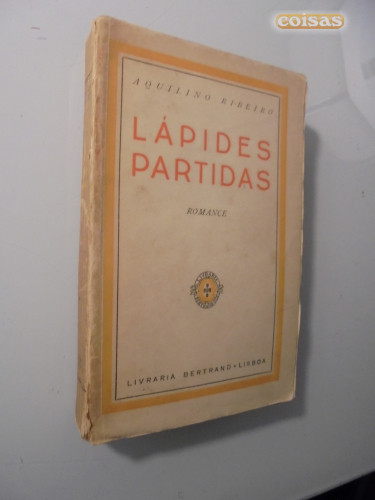 coisas
AQUILINO RIBEIRO
LÁPIDES
PARTIDAS
ROMANCE
LIVRARIA BERTRAND • LISBOA